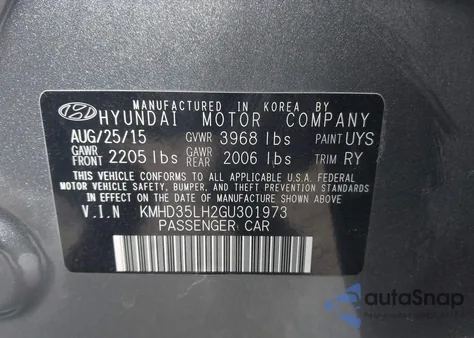 MANUFACTURED IN KOREA BY
HYUNDAI MOTOR COMPANY
AUG/25/15 GVWR 3968 lbs PAINT UYS
GAWR FRONT 2205 lbs GAWR REAR 2006 lbs TRIM RY
THIS VEHICLE CONFORMS TO ALL APPLICABLE U.S.A. FEDERAL
MOTOR VEHICLE SAFETY, BUMPER, AND THEFT PREVENTION STANDARDS
IN EFFECT ON THE DATE OF MANUFACTURE SHOWN ABOVE.
V.I.N KMHD35LH2GU301973
PASSENGER CAR
autoSnap